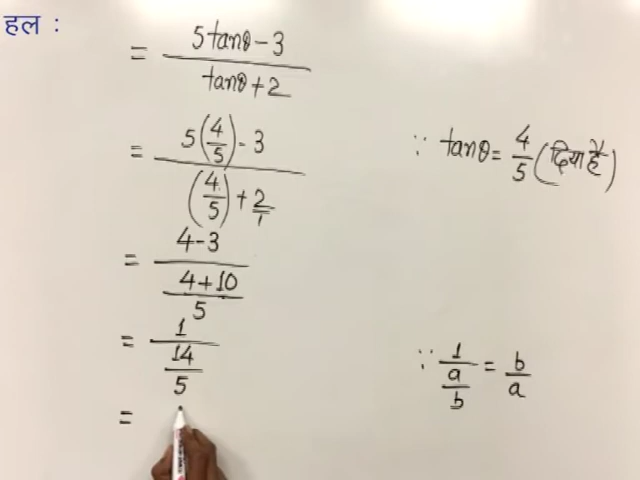 हल :
= (5tanθ - 3) / (tanθ + 2)
= (5(4/5) - 3) / ((4/5) + 2/1) ∵ tanθ = 4/5 (दिया है)
= (4 - 3) / ((4 + 10)/5)
= 1 / (14/5) ∵ 1/(a/b) = b/a
=